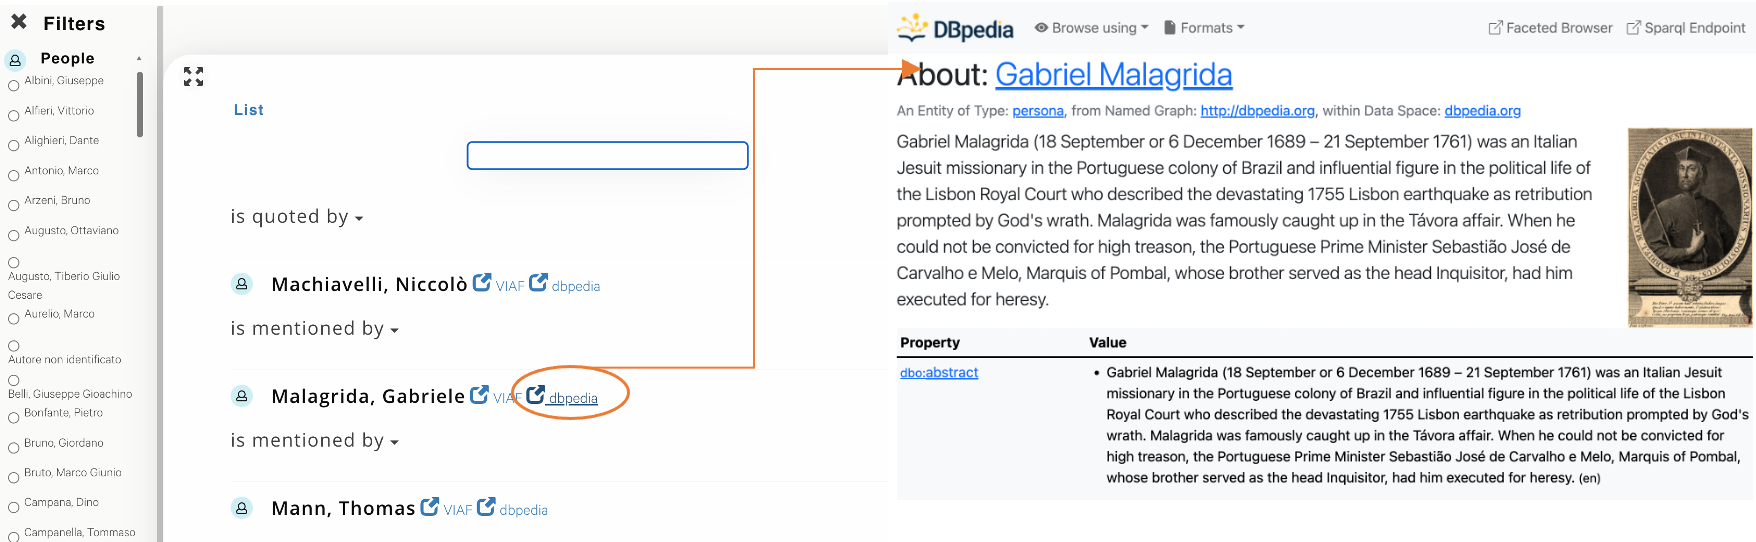 Filters
People
Albini, Giuseppe
Alfieri, Vittorio
Alighieri, Dante
Antonio, Marco
Arzeni, Bruno
Augusto, Ottaviano
Augusto, Tiberio Giulio
Cesare
Aurelio, Marco
Autore non identificato
Belli, Giuseppe Gioachino
Bonfante, Pietro
Bruno, Giordano
Bruto, Marco Giunio
Campana, Dino
Campanella, Tommaso
List
is quoted by
Machiavelli, Niccolò VIAF dbpedia
is mentioned by
Malagrida, Gabriele VIAF dbpedia
is mentioned by
Mann, Thomas VIAF dbpedia
DBpedia Browse using Formats Faceted Browser Sparql Endpoint
About: Gabriel Malagrida
An Entity of Type: persona, from Named Graph: http://dbpedia.org, within Data Space: dbpedia.org
Gabriel Malagrida (18 September or 6 December 1689 – 21 September 1761) was an Italian
Jesuit missionary in the Portuguese colony of Brazil and influential figure in the political life of
the Lisbon Royal Court who described the devastating 1755 Lisbon earthquake as retribution
prompted by God's wrath. Malagrida was famously caught up in the Távora affair. When he
could not be convicted for high treason, the Portuguese Prime Minister Sebastião José de
Carvalho e Melo, Marquis of Pombal, whose brother served as the head Inquisitor, had him
executed for heresy.
Property Value
dbo:abstract • Gabriel Malagrida (18 September or 6 December 1689 – 21 September 1761) was an Italian Jesuit
missionary in the Portuguese colony of Brazil and influential figure in the political life of the Lisbon
Royal Court who described the devastating 1755 Lisbon earthquake as retribution prompted by God's
wrath. Malagrida was famously caught up in the Távora affair. When he could not be convicted for
high treason, the Portuguese Prime Minister Sebastião José de Carvalho e Melo, Marquis of Pombal,
whose brother served as the head Inquisitor, had him executed for heresy. (en)